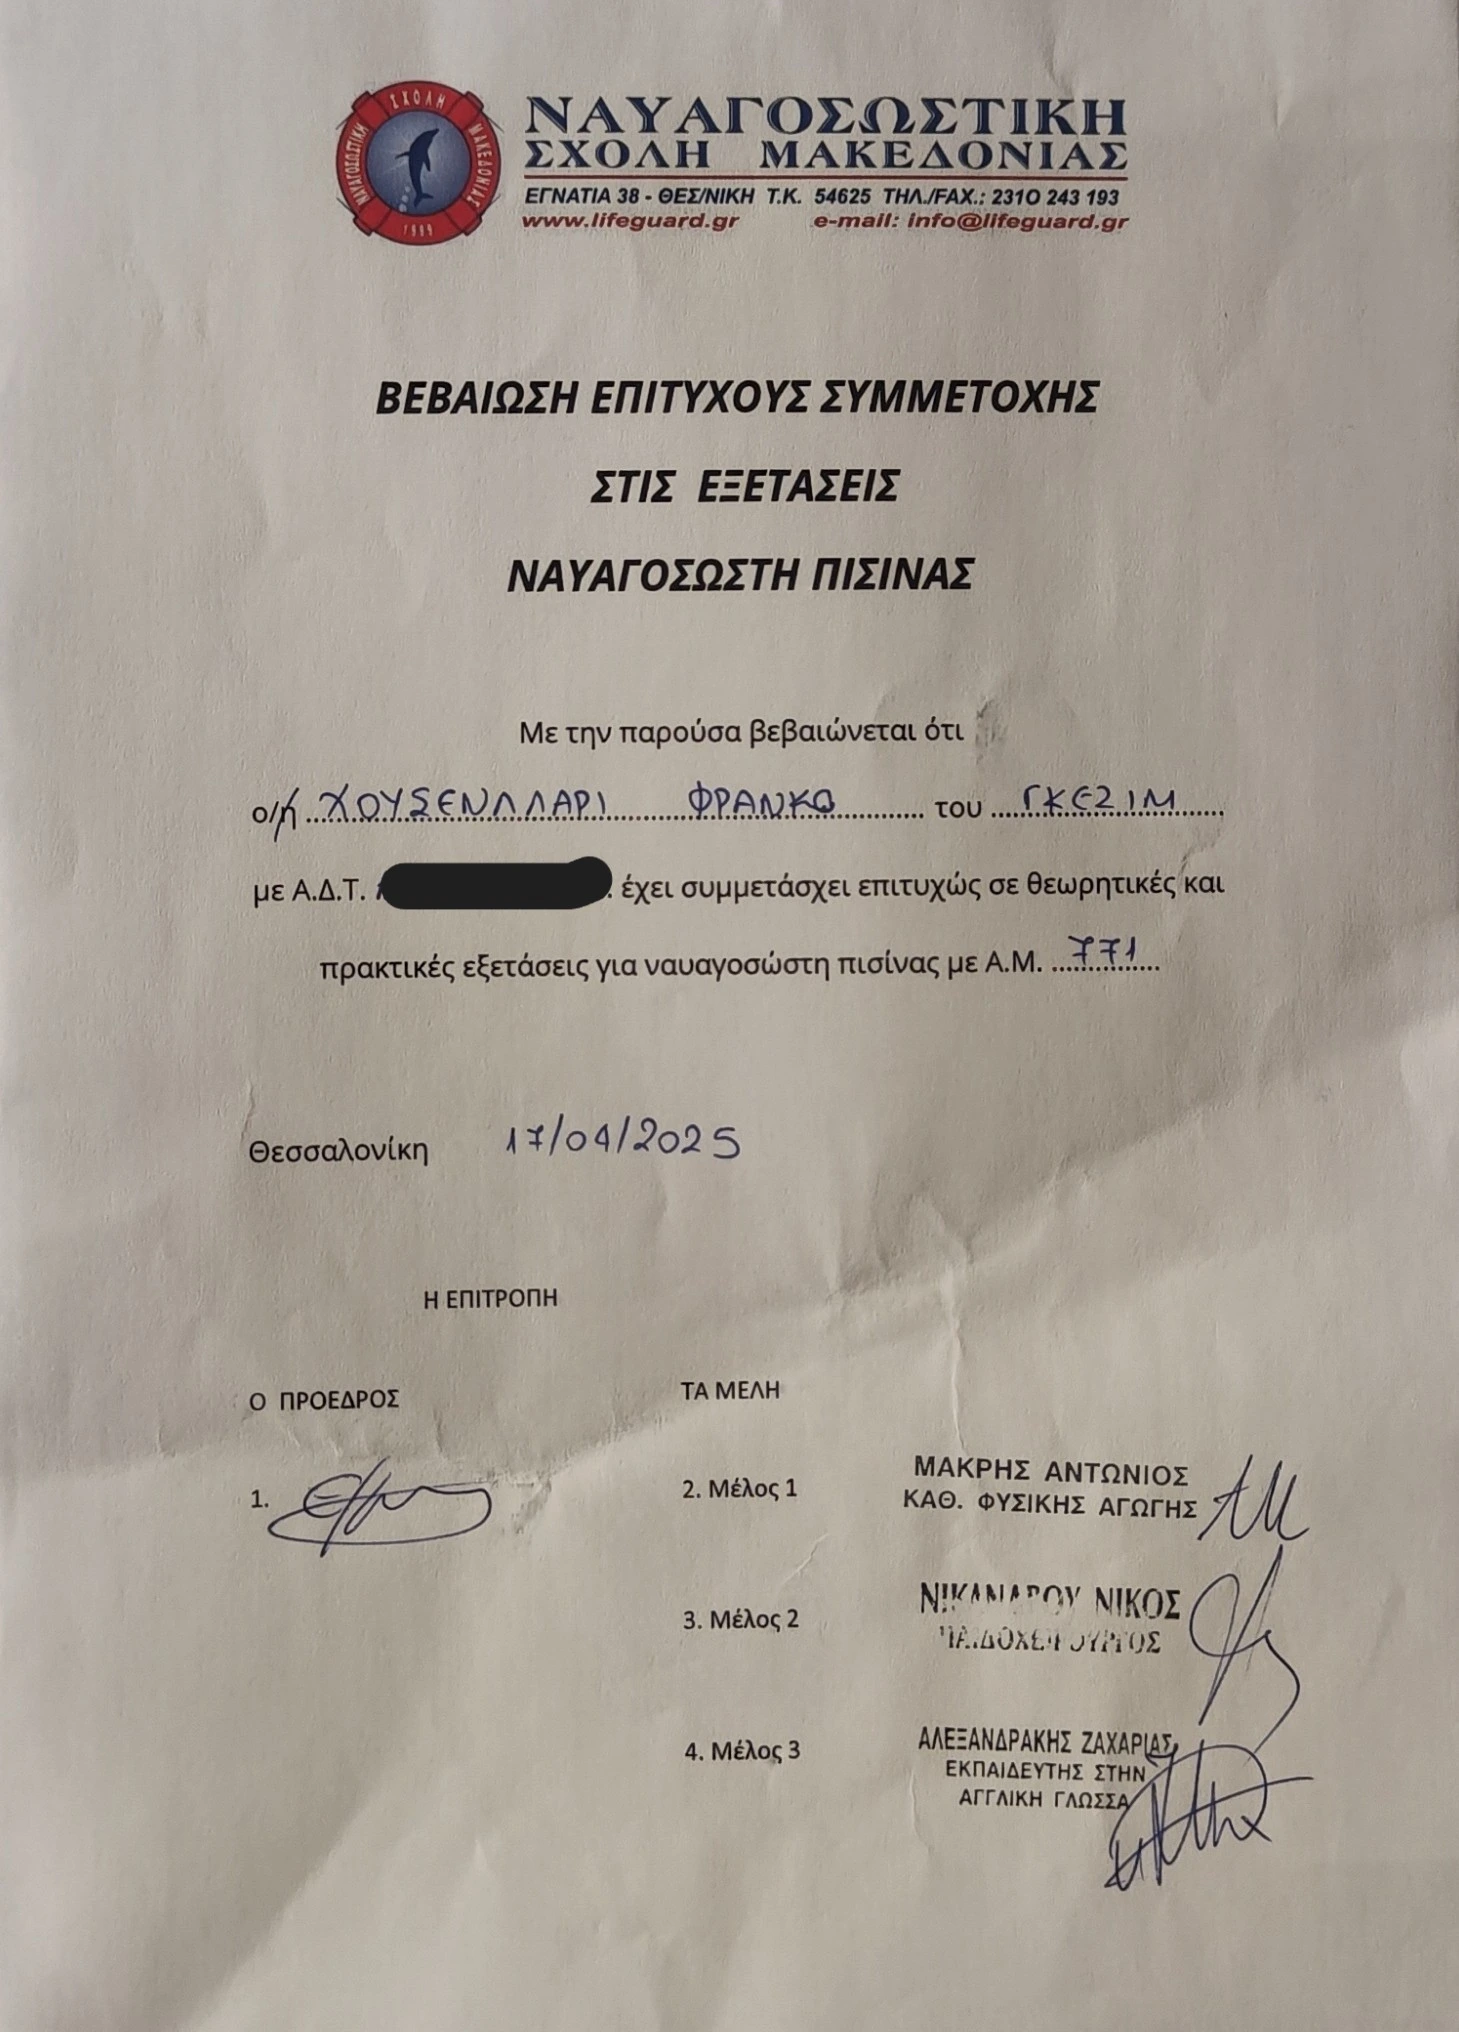 ΣΧΟΛΗ
ΝΑΥΑΓΟΣΩΣΤΙΚΗ
ΜΑΚΕΔΟΝΙΑΣ
1999
ΝΑΥΑΓΟΣΩΣΤΙΚΗ
ΣΧΟΛΗ ΜΑΚΕΔΟΝΙΑΣ
ΕΓΝΑΤΙΑ 38 - ΘΕΣ/ΝΙΚΗ Τ.Κ. 54625 ΤΗΛ./FAX.: 2310 243 193
www.lifeguard.gr e-mail: info@lifeguard.gr
ΒΕΒΑΙΩΣΗ ΕΠΙΤΥΧΟΥΣ ΣΥΜΜΕΤΟΧΗΣ
ΣΤΙΣ ΕΞΕΤΑΣΕΙΣ
ΝΑΥΑΓΟΣΩΣΤΗ ΠΙΣΙΝΑΣ
Με την παρούσα βεβαιώνεται ότι
ο/η ΧΟΥΣΕΝΛΛΑΡΙ ΦΡΑΝΚΟ του ΓΚΕΖΙΜ
με Α.Δ.Τ. έχει συμμετάσχει επιτυχώς σε θεωρητικές και
πρακτικές εξετάσεις για ναυαγοσώστη πισίνας με Α.Μ. 771
Θεσσαλονίκη 17/04/2025
Η ΕΠΙΤΡΟΠΗ
Ο ΠΡΟΕΔΡΟΣ ΤΑ ΜΕΛΗ
1. 2. Μέλος 1 ΜΑΚΡΗΣ ΑΝΤΩΝΙΟΣ
ΚΑΘ. ΦΥΣΙΚΗΣ ΑΓΩΓΗΣ
3. Μέλος 2 ΝΙΚΑΝΔΡΟΥ ΝΙΚΟΣ
ΠΑΙΔΟΧΕΙΡΟΥΡΓΟΣ
4. Μέλος 3 ΑΛΕΞΑΝΔΡΑΚΗΣ ΖΑΧΑΡΙΑΣ
ΕΚΠΑΙΔΕΥΤΗΣ ΣΤΗΝ
ΑΓΓΛΙΚΗ ΓΛΩΣΣΑ